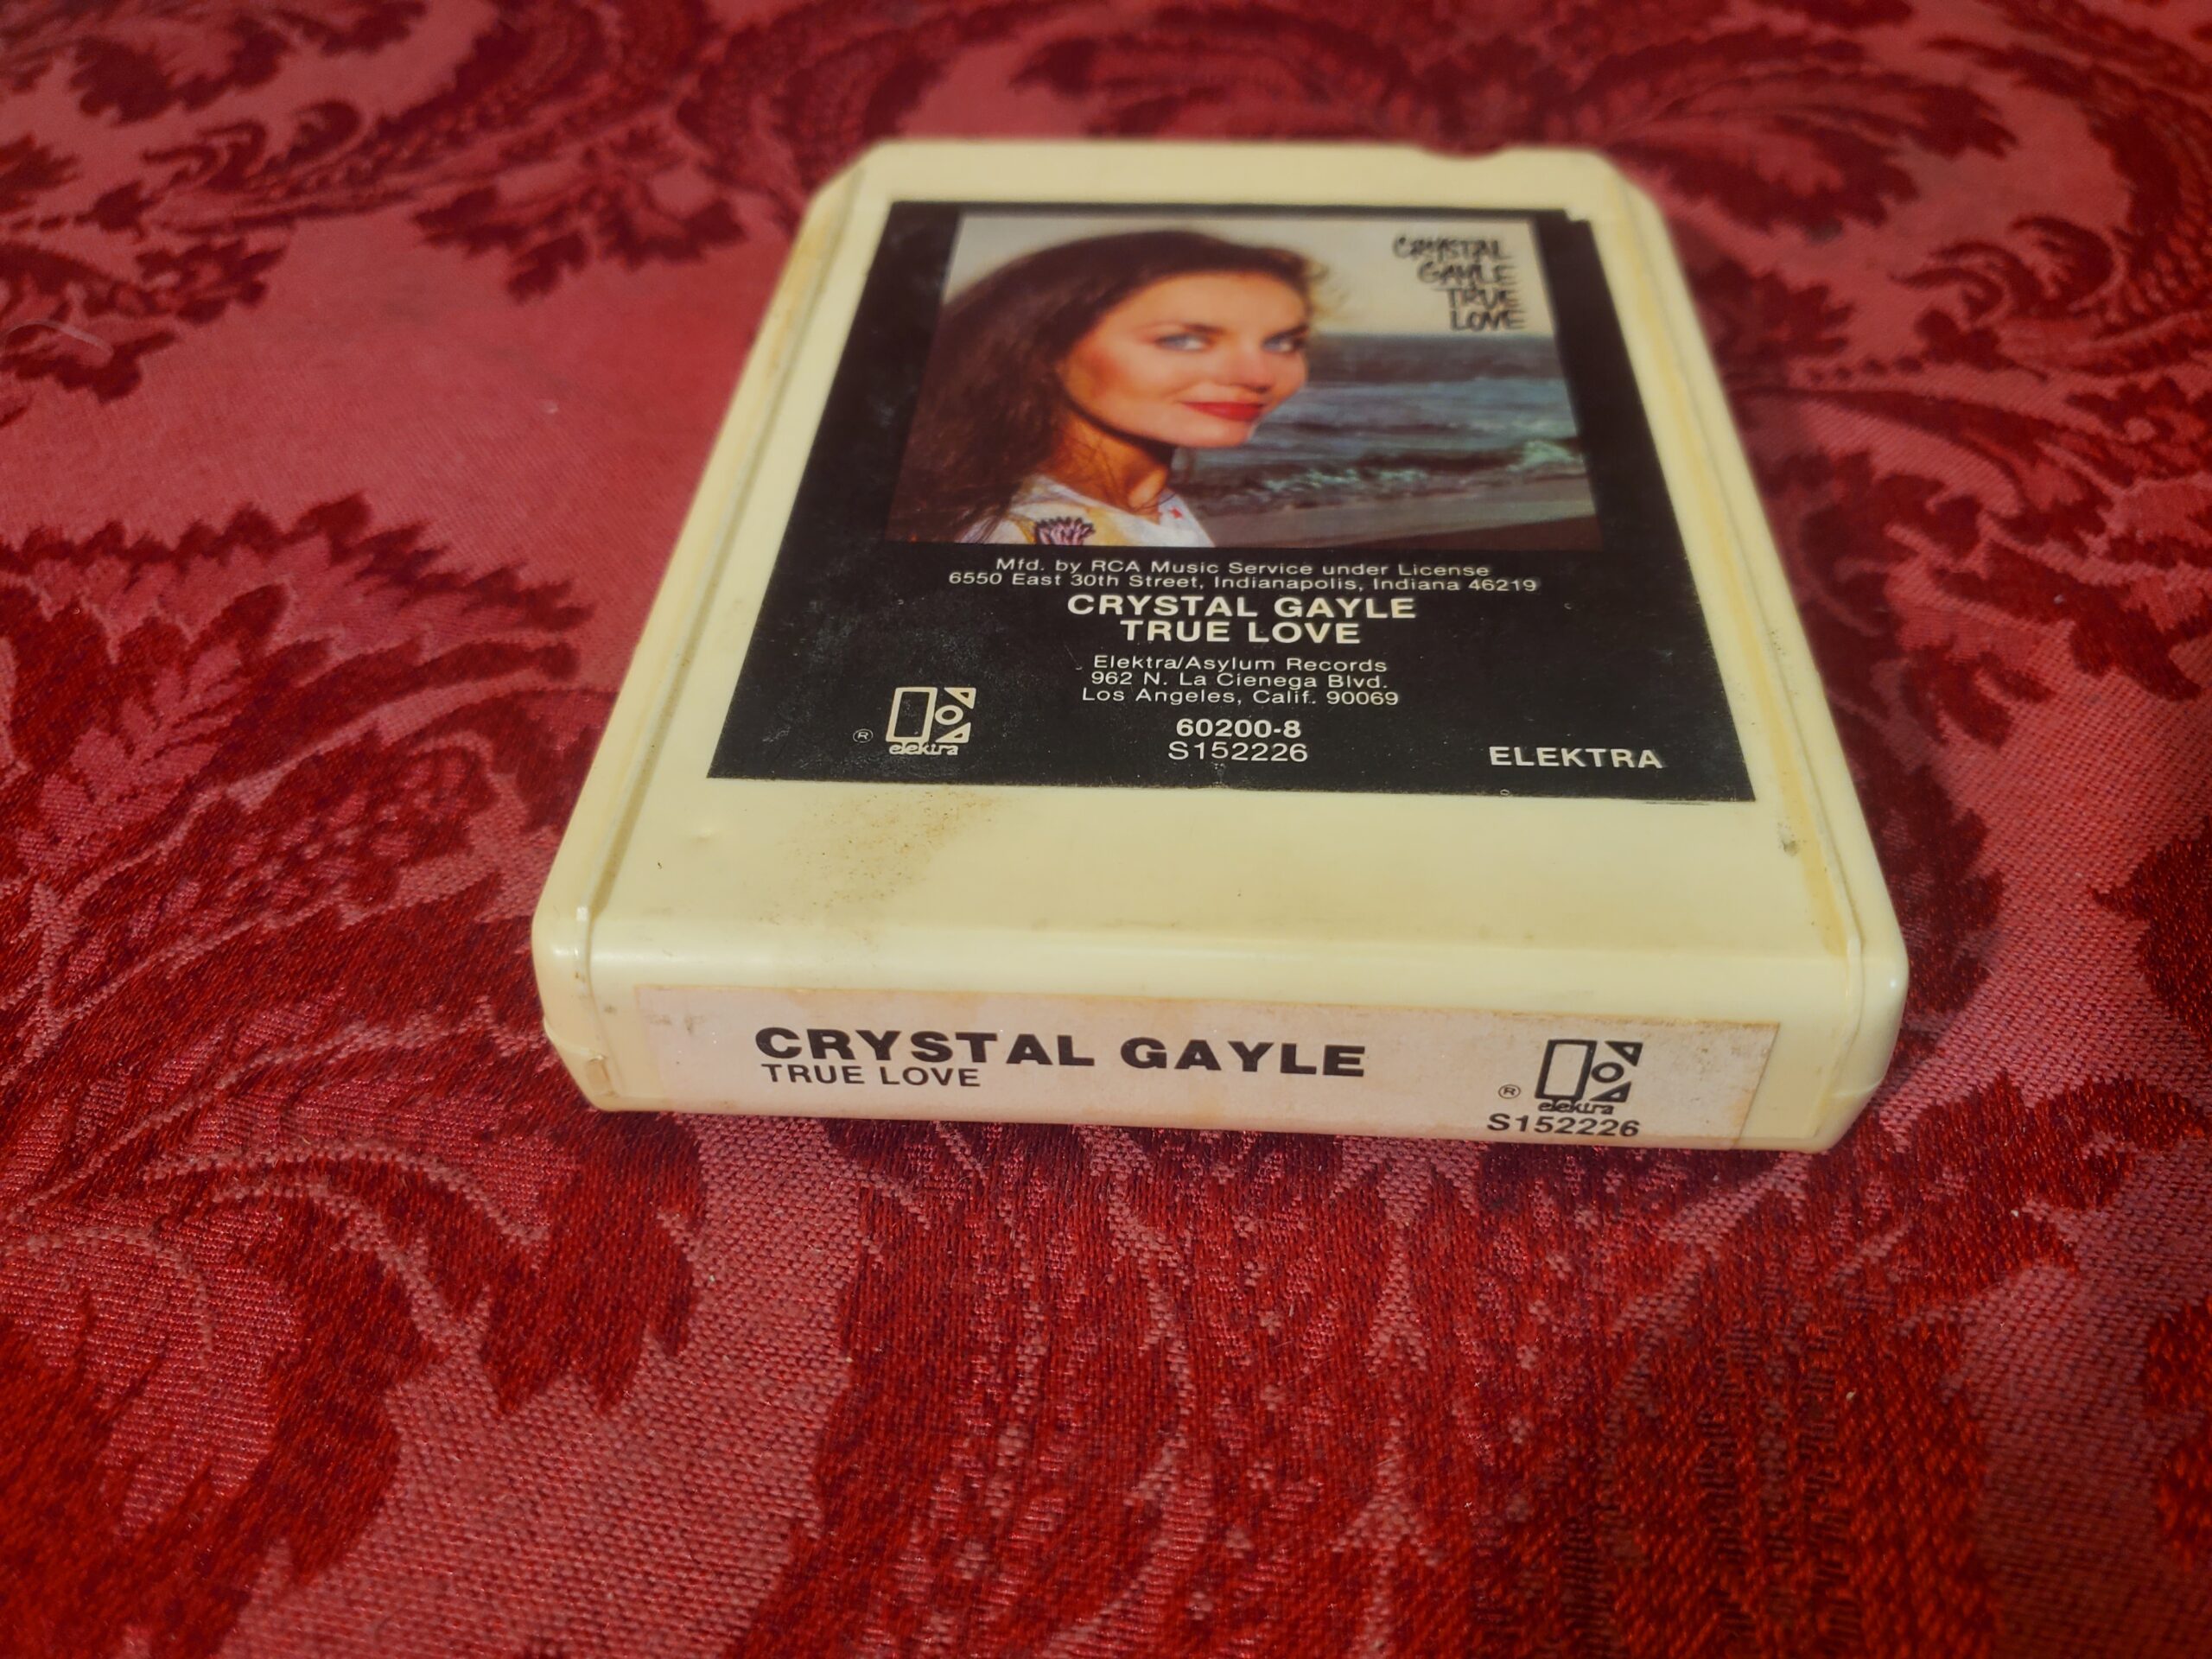 CRYSTAL
GAYLE
TRUE
LOVE
Mfd. by RCA Music Service under License
6550 East 30th Street, Indianapolis, Indiana 46219
CRYSTAL GAYLE
TRUE LOVE
Elektra/Asylum Records
962 N. La Cienega Blvd.
Los Angeles, Calif. 90069
® elektra
60200-8
S152226
ELEKTRA
CRYSTAL GAYLE
TRUE LOVE
® elektra
S152226